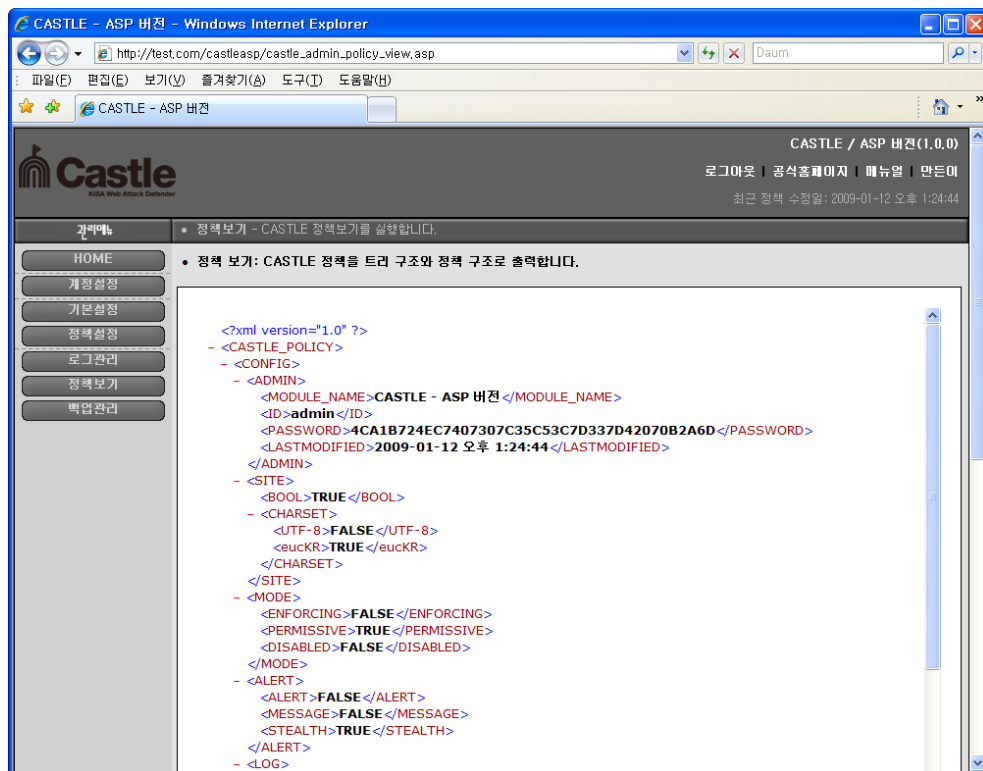 CASTLE - ASP 버전 - Windows Internet Explorer
http://test.com/castleasp/castle_admin_policy_view.asp
Daum
파일(F) 편집(E) 보기(V) 즐겨찾기(A) 도구(T) 도움말(H)
CASTLE - ASP 버전
CASTLE / ASP 버전(1.0.0)
Castle
KISA Web Attack Defender
로그아웃 | 공식홈페이지 | 메뉴얼 | 만든이
최근 정책 수정일: 2009-01-12 오후 1:24:44
관리메뉴
• 정책보기 - CASTLE 정책보기를 실행합니다.
HOME
계정설정
기본설정
정책설정
로그관리
정책보기
백업관리
• 정책 보기: CASTLE 정책을 트리 구조와 정책 구조로 출력합니다.
<?xml version="1.0" ?>
- <CASTLE_POLICY>
- <CONFIG>
- <ADMIN>
<MODULE_NAME>CASTLE - ASP 버전</MODULE_NAME>
<ID>admin</ID>
<PASSWORD>4CA1B724EC7407307C35C53C7D337D42070B2A6D</PASSWORD>
<LASTMODIFIED>2009-01-12 오후 1:24:44</LASTMODIFIED>
</ADMIN>
- <SITE>
<BOOL>TRUE</BOOL>
- <CHARSET>
<UTF-8>FALSE</UTF-8>
<eucKR>TRUE</eucKR>
</CHARSET>
</SITE>
- <MODE>
<ENFORCING>FALSE</ENFORCING>
<PERMISSIVE>TRUE</PERMISSIVE>
<DISABLED>FALSE</DISABLED>
</MODE>
- <ALERT>
<ALERT>FALSE</ALERT>
<MESSAGE>FALSE</MESSAGE>
<STEALTH>TRUE</STEALTH>
</ALERT>
- <LOG>